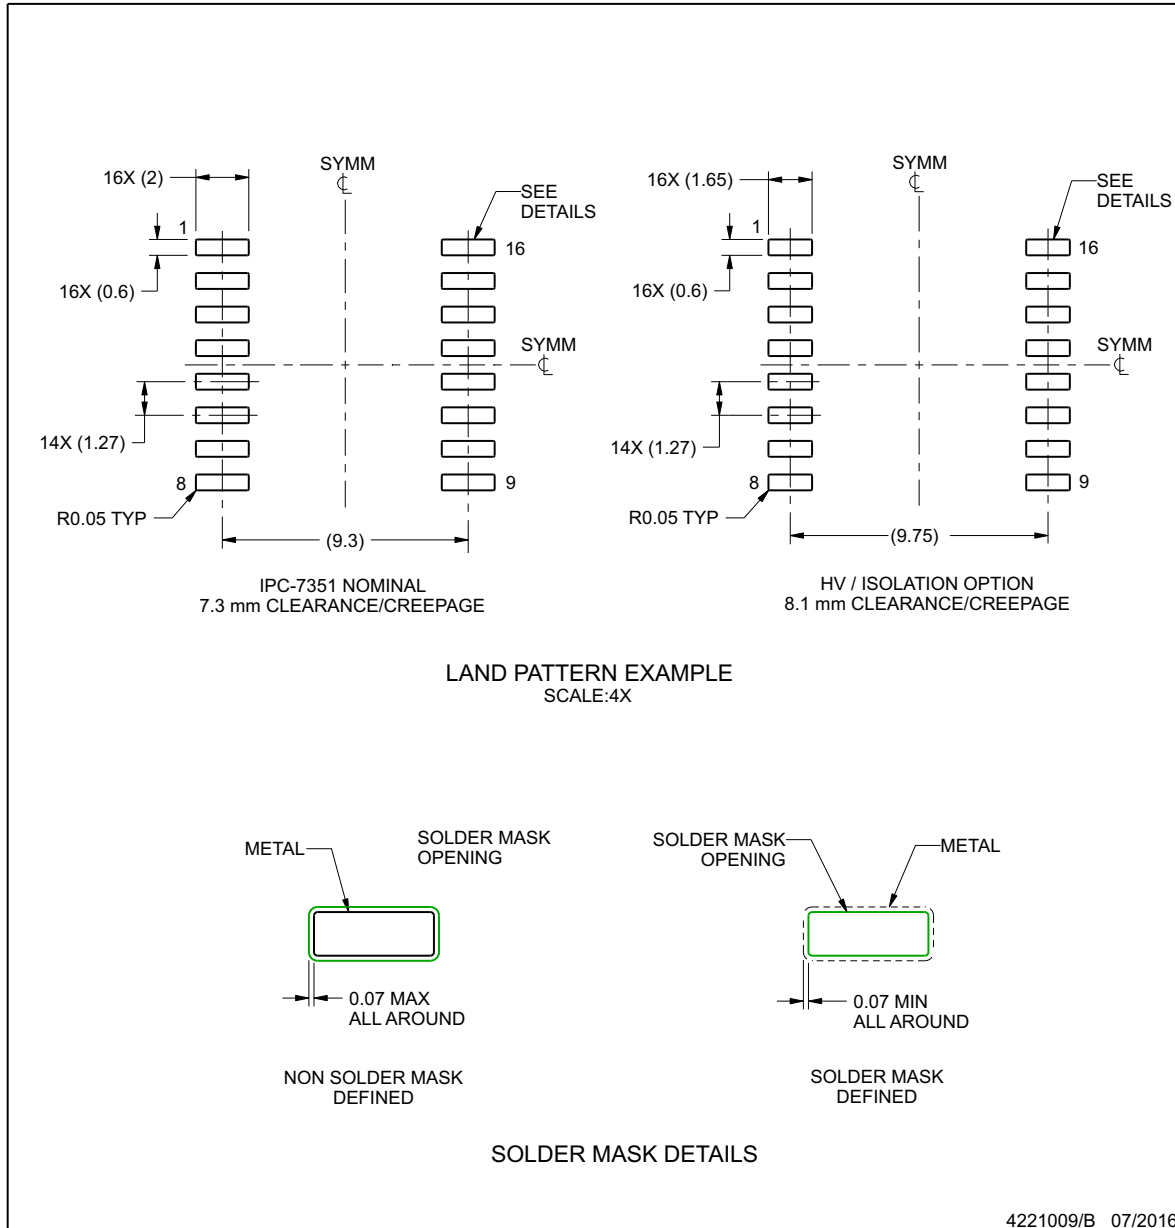 16X (2)
SYMM
℄
SEE
DETAILS
1
16
16X (0.6)
SYMM
℄
14X (1.27)
8
9
R0.05 TYP
(9.3)
IPC-7351 NOMINAL
7.3 mm CLEARANCE/CREEPAGE
16X (1.65)
SYMM
℄
SEE
DETAILS
1
16
16X (0.6)
SYMM
℄
14X (1.27)
8
9
R0.05 TYP
(9.75)
HV / ISOLATION OPTION
8.1 mm CLEARANCE/CREEPAGE
LAND PATTERN EXAMPLE
SCALE:4X
METAL
SOLDER MASK
OPENING
0.07 MAX
ALL AROUND
NON SOLDER MASK
DEFINED
SOLDER MASK
OPENING
METAL
0.07 MIN
ALL AROUND
SOLDER MASK
DEFINED
SOLDER MASK DETAILS
4221009/B 07/2016